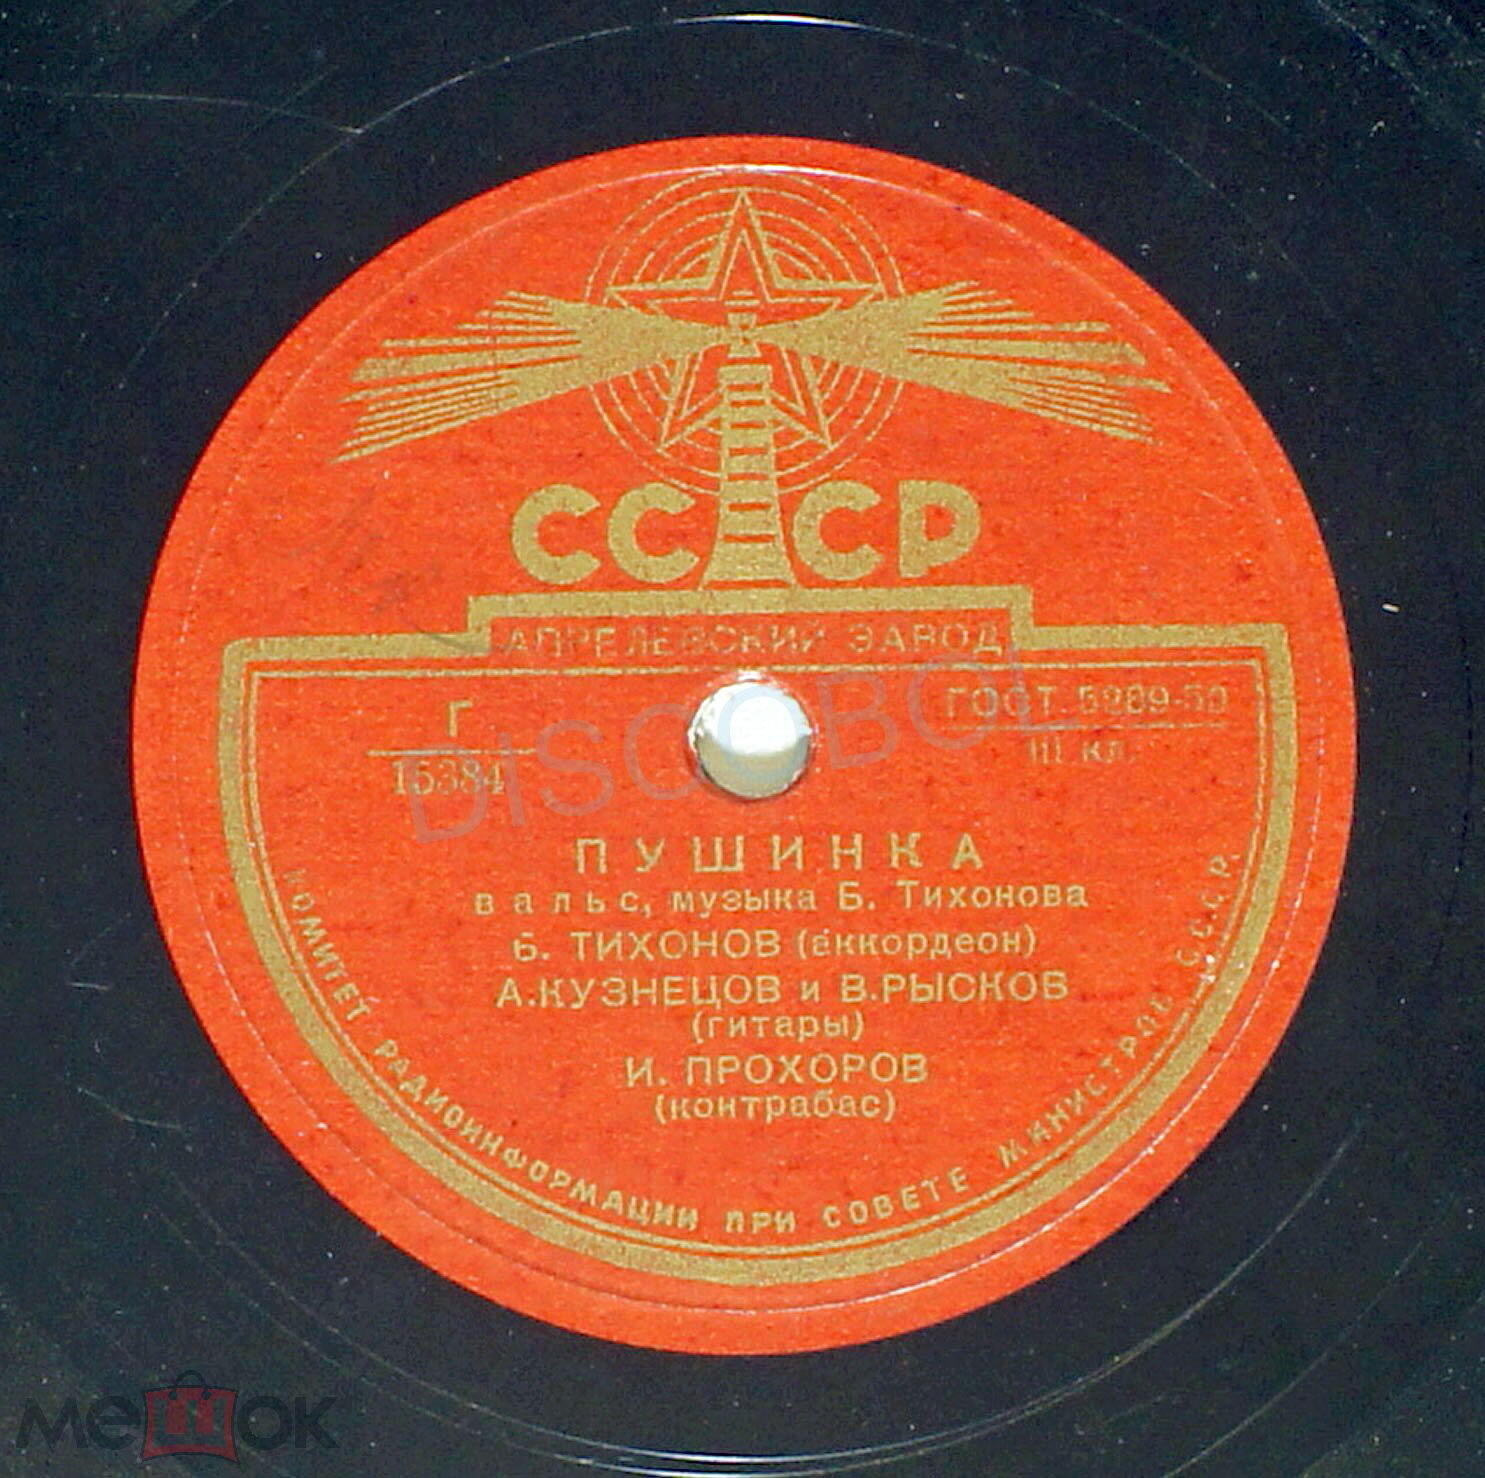 СССР
АПРЕЛЕВСКИЙ ЗАВОД
Г
15384
ГОСТ 5289-50
III кл.
ПУШИНКА
вальс, музыка Б. Тихонова
Б. ТИХОНОВ (аккордеон)
А.КУЗНЕЦОВ и В.РЫСКОВ
(гитары)
И. ПРОХОРОВ
(контрабас)
КОМИТЕТ РАДИОИНФОРМАЦИИ ПРИ СОВЕТЕ МИНИСТРОВ С.С.С.Р.
DISCOBOL
мешок